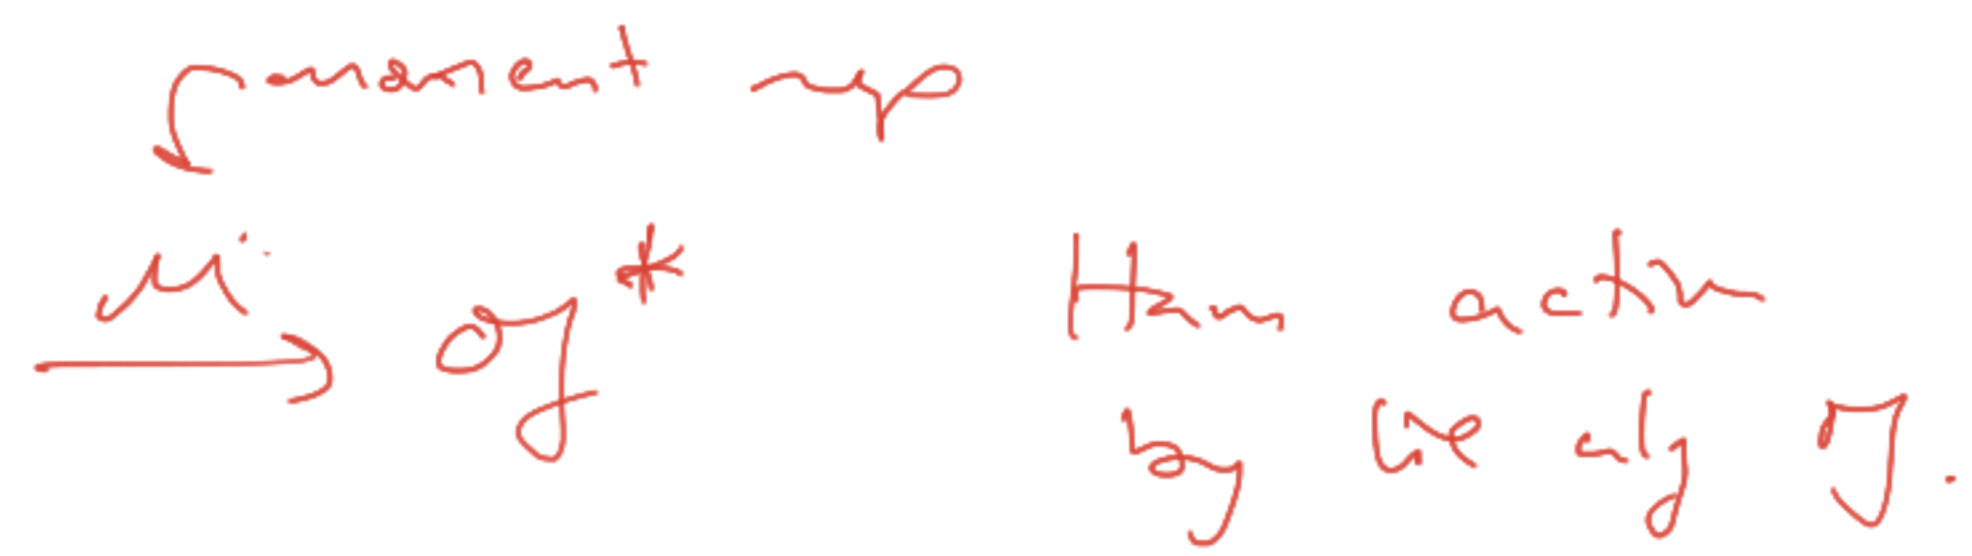 moment map
μ
→ 𝔤* Ham action
by Lie alg 𝔤.